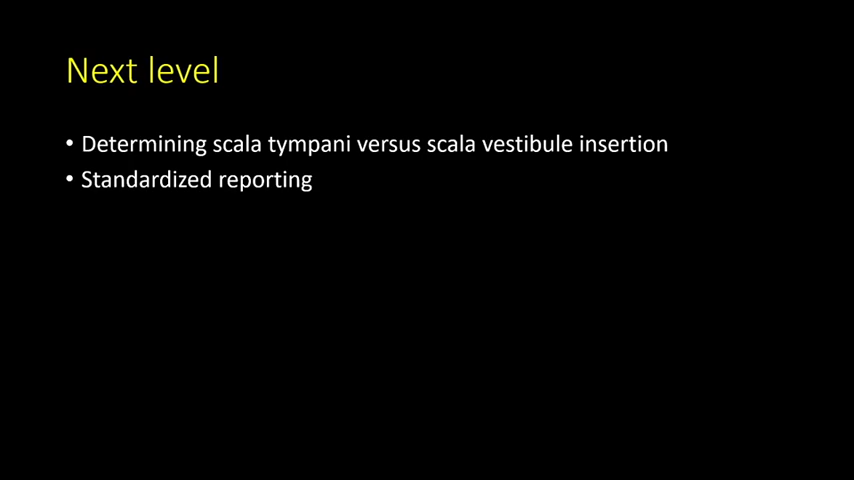 Next level
• Determining scala tympani versus scala vestibule insertion
• Standardized reporting